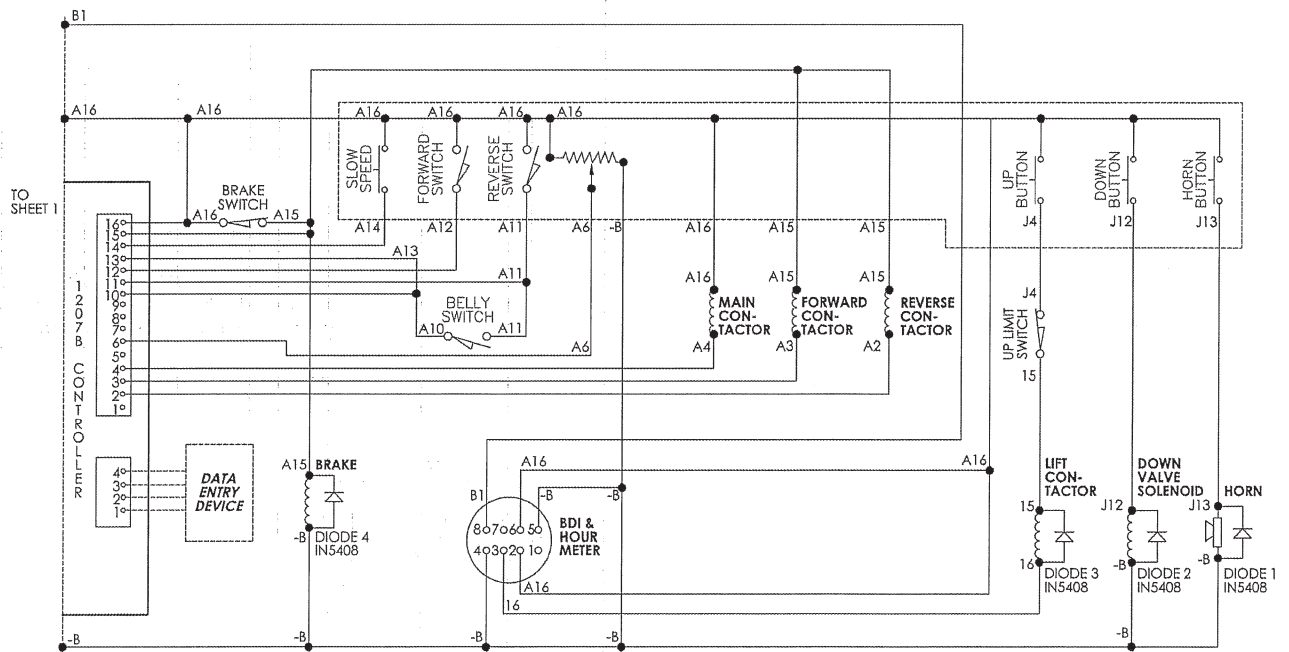 B1
A16
A16
A16
A16
A16
A16
TO
SHEET 1
SLOW
SPEED
FORWARD
SWITCH
REVERSE
SWITCH
UP
BUTTON
DOWN
BUTTON
HORN
BUTTON
BRAKE
SWITCH
A16
A15
A14
A12
A11
A6
-B
A16
A15
A15
J4
J12
J13
16
15
14
13
12
11
10
9
8
7
6
5
4
3
2
1
A13
A11
BELLY
SWITCH
A10
A11
A6
A16
MAIN
CON-
TACTOR
A4
A15
FORWARD
CON-
TACTOR
A3
A15
REVERSE
CON-
TACTOR
A2
J4
UP LIMIT
SWITCH
15
1207B CONTROLLER
4
3
2
1
DATA
ENTRY
DEVICE
A15
BRAKE
-B
DIODE 4
IN5408
B1
A16
-B
-B
A16
8 7 6 5
4 3 2 1
BDI &
HOUR
METER
A16
16
LIFT
CON-
TACTOR
15
16
DIODE 3
IN5408
DOWN
VALVE
SOLENOID
J12
-B
DIODE 2
IN5408
HORN
J13
-B
DIODE 1
IN5408
-B
-B
-B
-B
-B